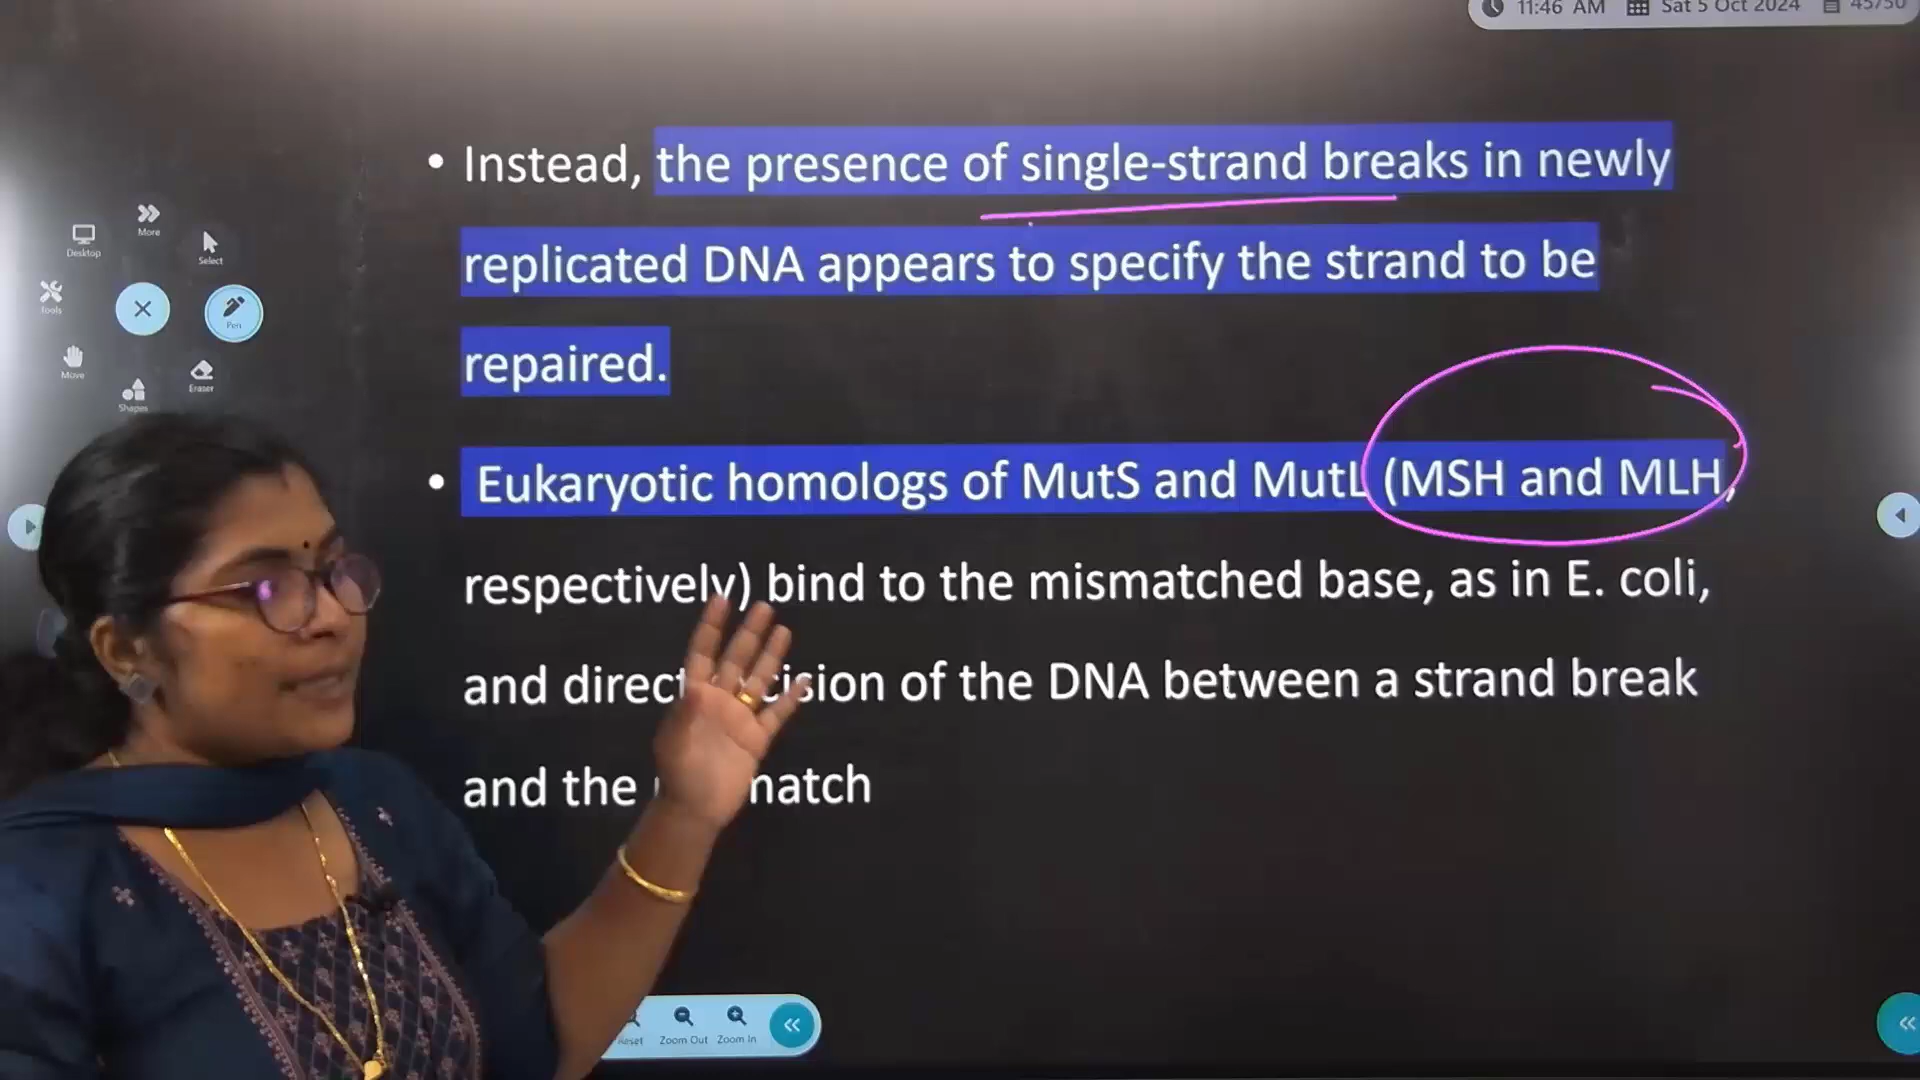 11:46 AM Sat 5 Oct 2024 45/50
• Instead, the presence of single-strand breaks in newly
replicated DNA appears to specify the strand to be
repaired.
• Eukaryotic homologs of MutS and MutL (MSH and MLH,
respectively) bind to the mismatched base, as in E. coli,
and direct of the DNA between a strand break
and the
More
Desktop
Select
Tools
Pen
Move
Eraser
Shapes
Reset Zoom Out Zoom In